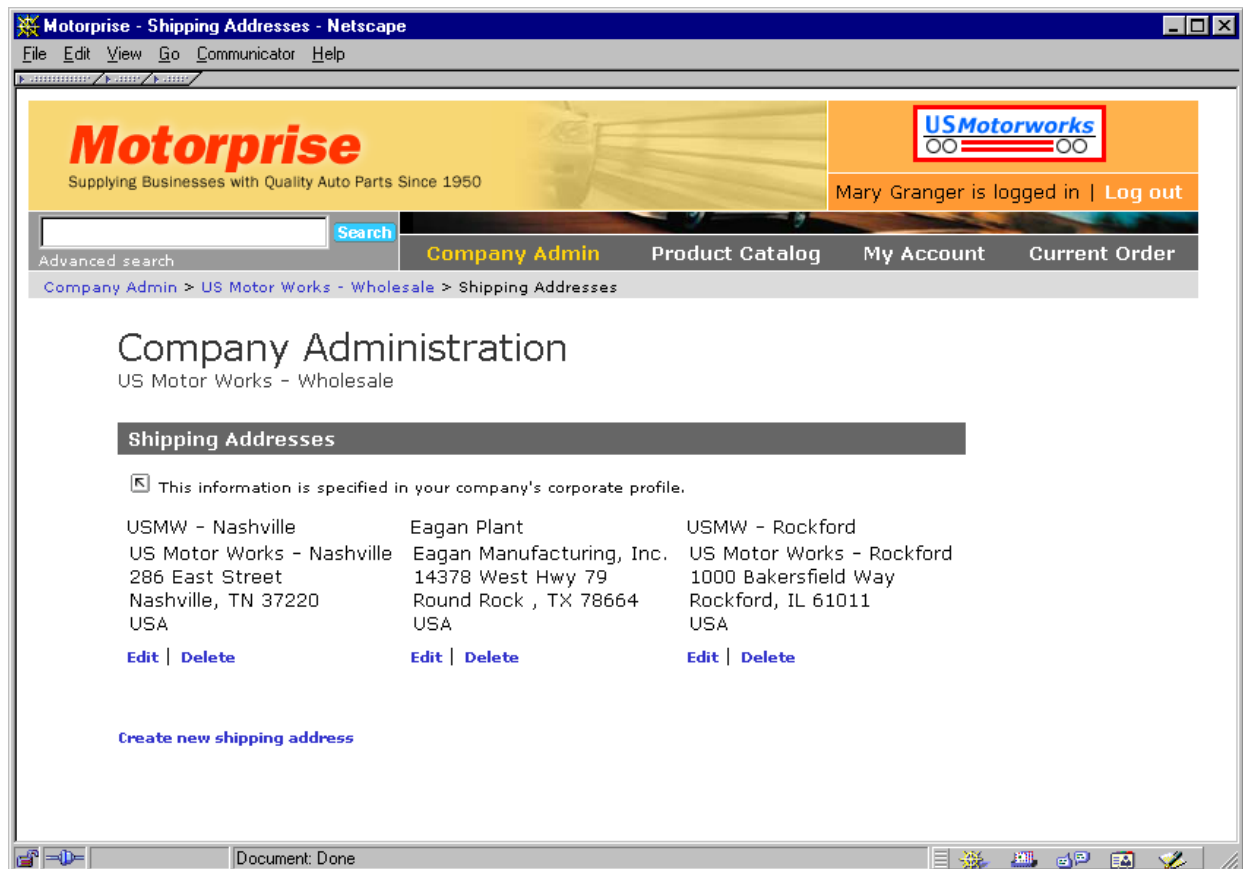 Motorprise - Shipping Addresses - Netscape
File Edit View Go Communicator Help
Motorprise
Supplying Businesses with Quality Auto Parts Since 1950
USMotorworks
Mary Granger is logged in | Log out
Search
Advanced search
Company Admin Product Catalog My Account Current Order
Company Admin > US Motor Works - Wholesale > Shipping Addresses
Company Administration
US Motor Works - Wholesale
Shipping Addresses
This information is specified in your company's corporate profile.
USMW - Nashville
US Motor Works - Nashville
286 East Street
Nashville, TN 37220
USA
Edit | Delete
Eagan Plant
Eagan Manufacturing, Inc.
14378 West Hwy 79
Round Rock , TX 78664
USA
Edit | Delete
USMW - Rockford
US Motor Works - Rockford
1000 Bakersfield Way
Rockford, IL 61011
USA
Edit | Delete
Create new shipping address
Document: Done